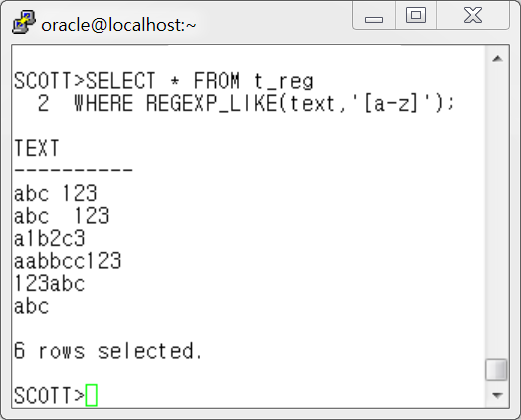 oracle@localhost:~
SCOTT>SELECT * FROM t_reg
  2  WHERE REGEXP_LIKE(text,'[a-z]');
TEXT
----------
abc 123
abc  123
a1b2c3
aabbcc123
123abc
abc
6 rows selected.
SCOTT>